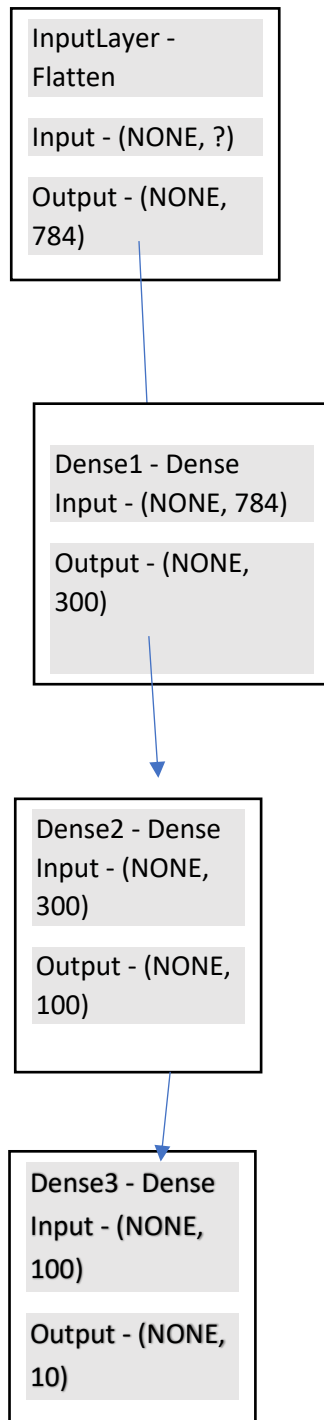 InputLayer -
Flatten
Input - (NONE, ?)
Output - (NONE,
784)
Dense1 - Dense
Input - (NONE, 784)
Output - (NONE,
300)
Dense2 - Dense
Input - (NONE,
300)
Output - (NONE,
100)
Dense3 - Dense
Input - (NONE,
100)
Output - (NONE,
10)